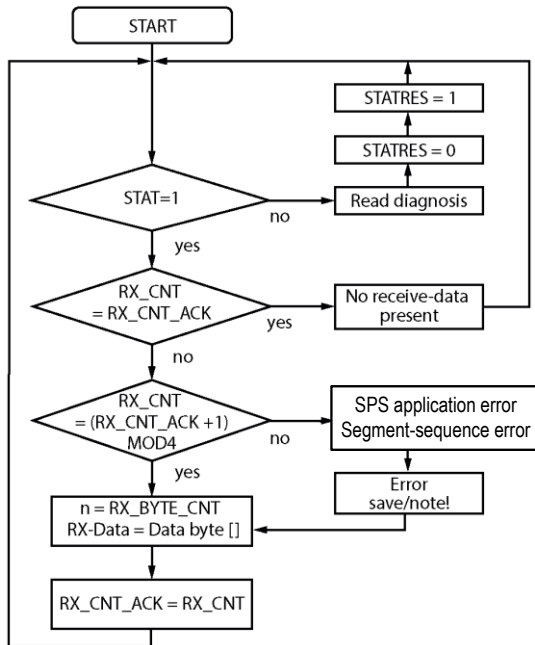 START
STATRES = 1
STATRES = 0
STAT=1
no
Read diagnosis
yes
RX_CNT
= RX_CNT_ACK
yes
No receive-data
present
no
RX_CNT
= (RX_CNT_ACK +1)
MOD4
no
SPS application error
Segment-sequence error
yes
Error
save/note!
n = RX_BYTE_CNT
RX-Data = Data byte []
RX_CNT_ACK = RX_CNT